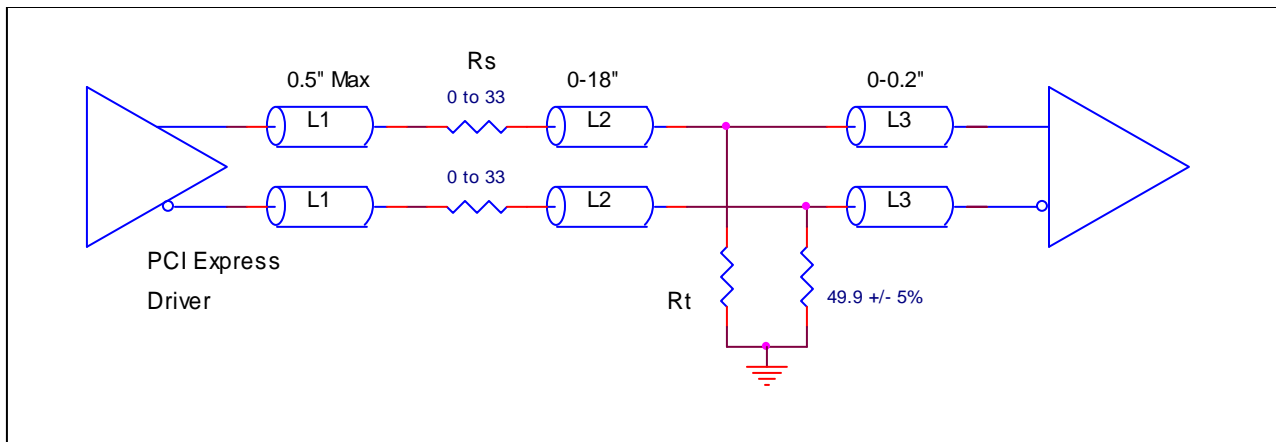 Rs
0.5" Max
0 to 33
0-18"
0-0.2"
L1
L2
L3
0 to 33
L1
L2
L3
PCI Express
Driver
Rt
49.9 +/- 5%